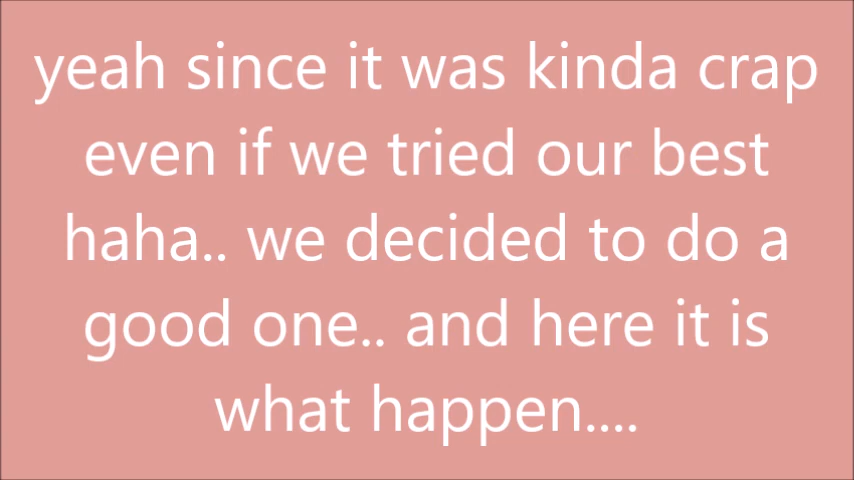 yeah since it was kinda crap
even if we tried our best
haha.. we decided to do a
good one.. and here it is
what happen....